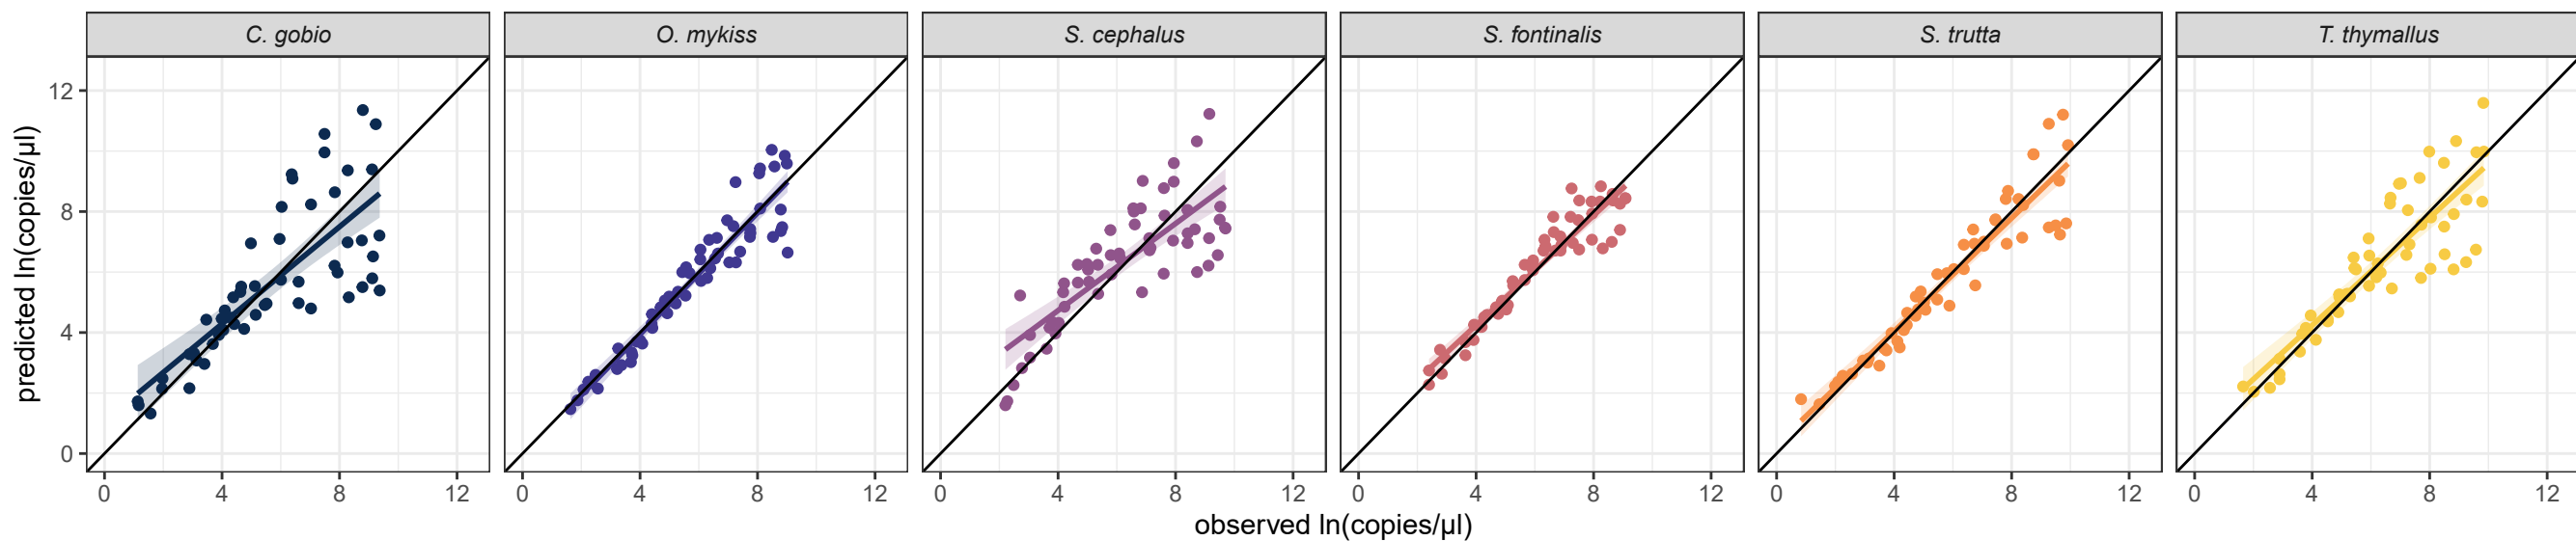 C. gobio
O. mykiss
S. cephalus
S. fontinalis
S. trutta
T. thymallus
predicted ln(copies/µl)
12
8
4
0
0 4 8 12
0 4 8 12
0 4 8 12
0 4 8 12
0 4 8 12
0 4 8 12
observed ln(copies/µl)